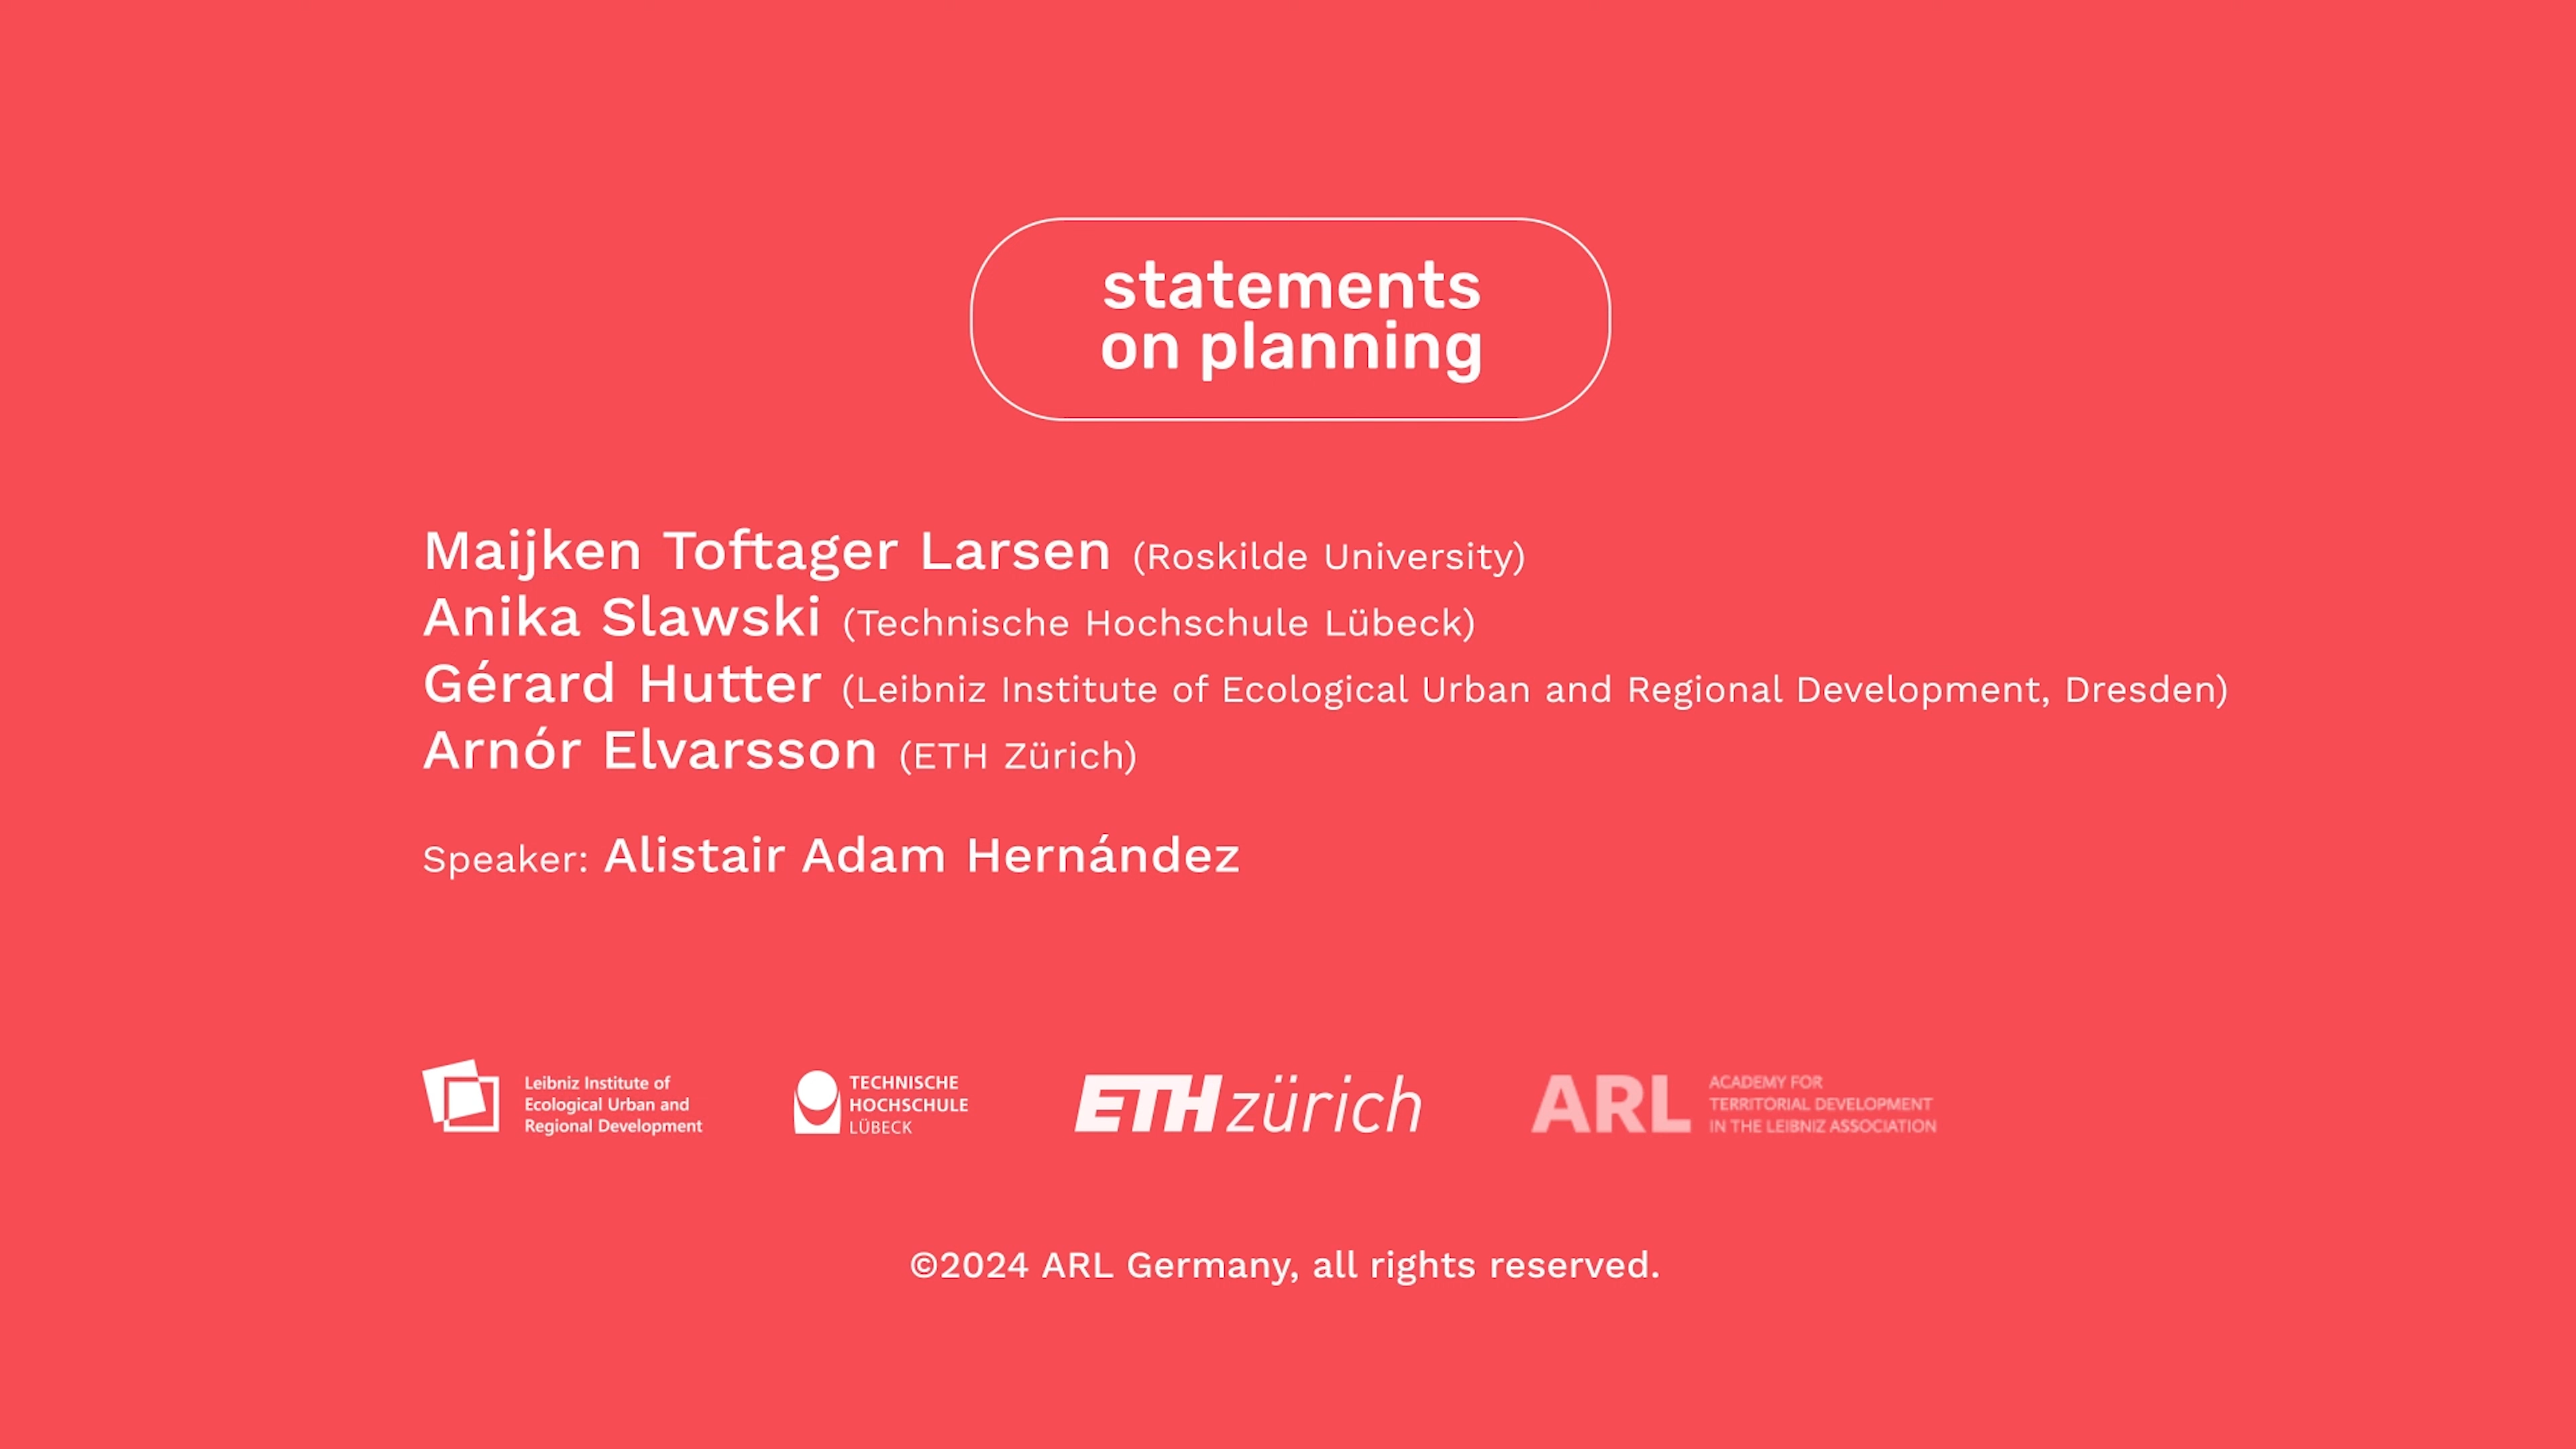 statements
on planning
Maijken Toftager Larsen (Roskilde University)
Anika Slawski (Technische Hochschule Lübeck)
Gérard Hutter (Leibniz Institute of Ecological Urban and Regional Development, Dresden)
Arnór Elvarsson (ETH Zürich)
Speaker: Alistair Adam Hernández
Leibniz Institute of
Ecological Urban and
Regional Development
TECHNISCHE
HOCHSCHULE
LÜBECK
ETH zürich
ARL
ACADEMY FOR
TERRITORIAL DEVELOPMENT
IN THE LEIBNIZ ASSOCIATION
©2024 ARL Germany, all rights reserved.